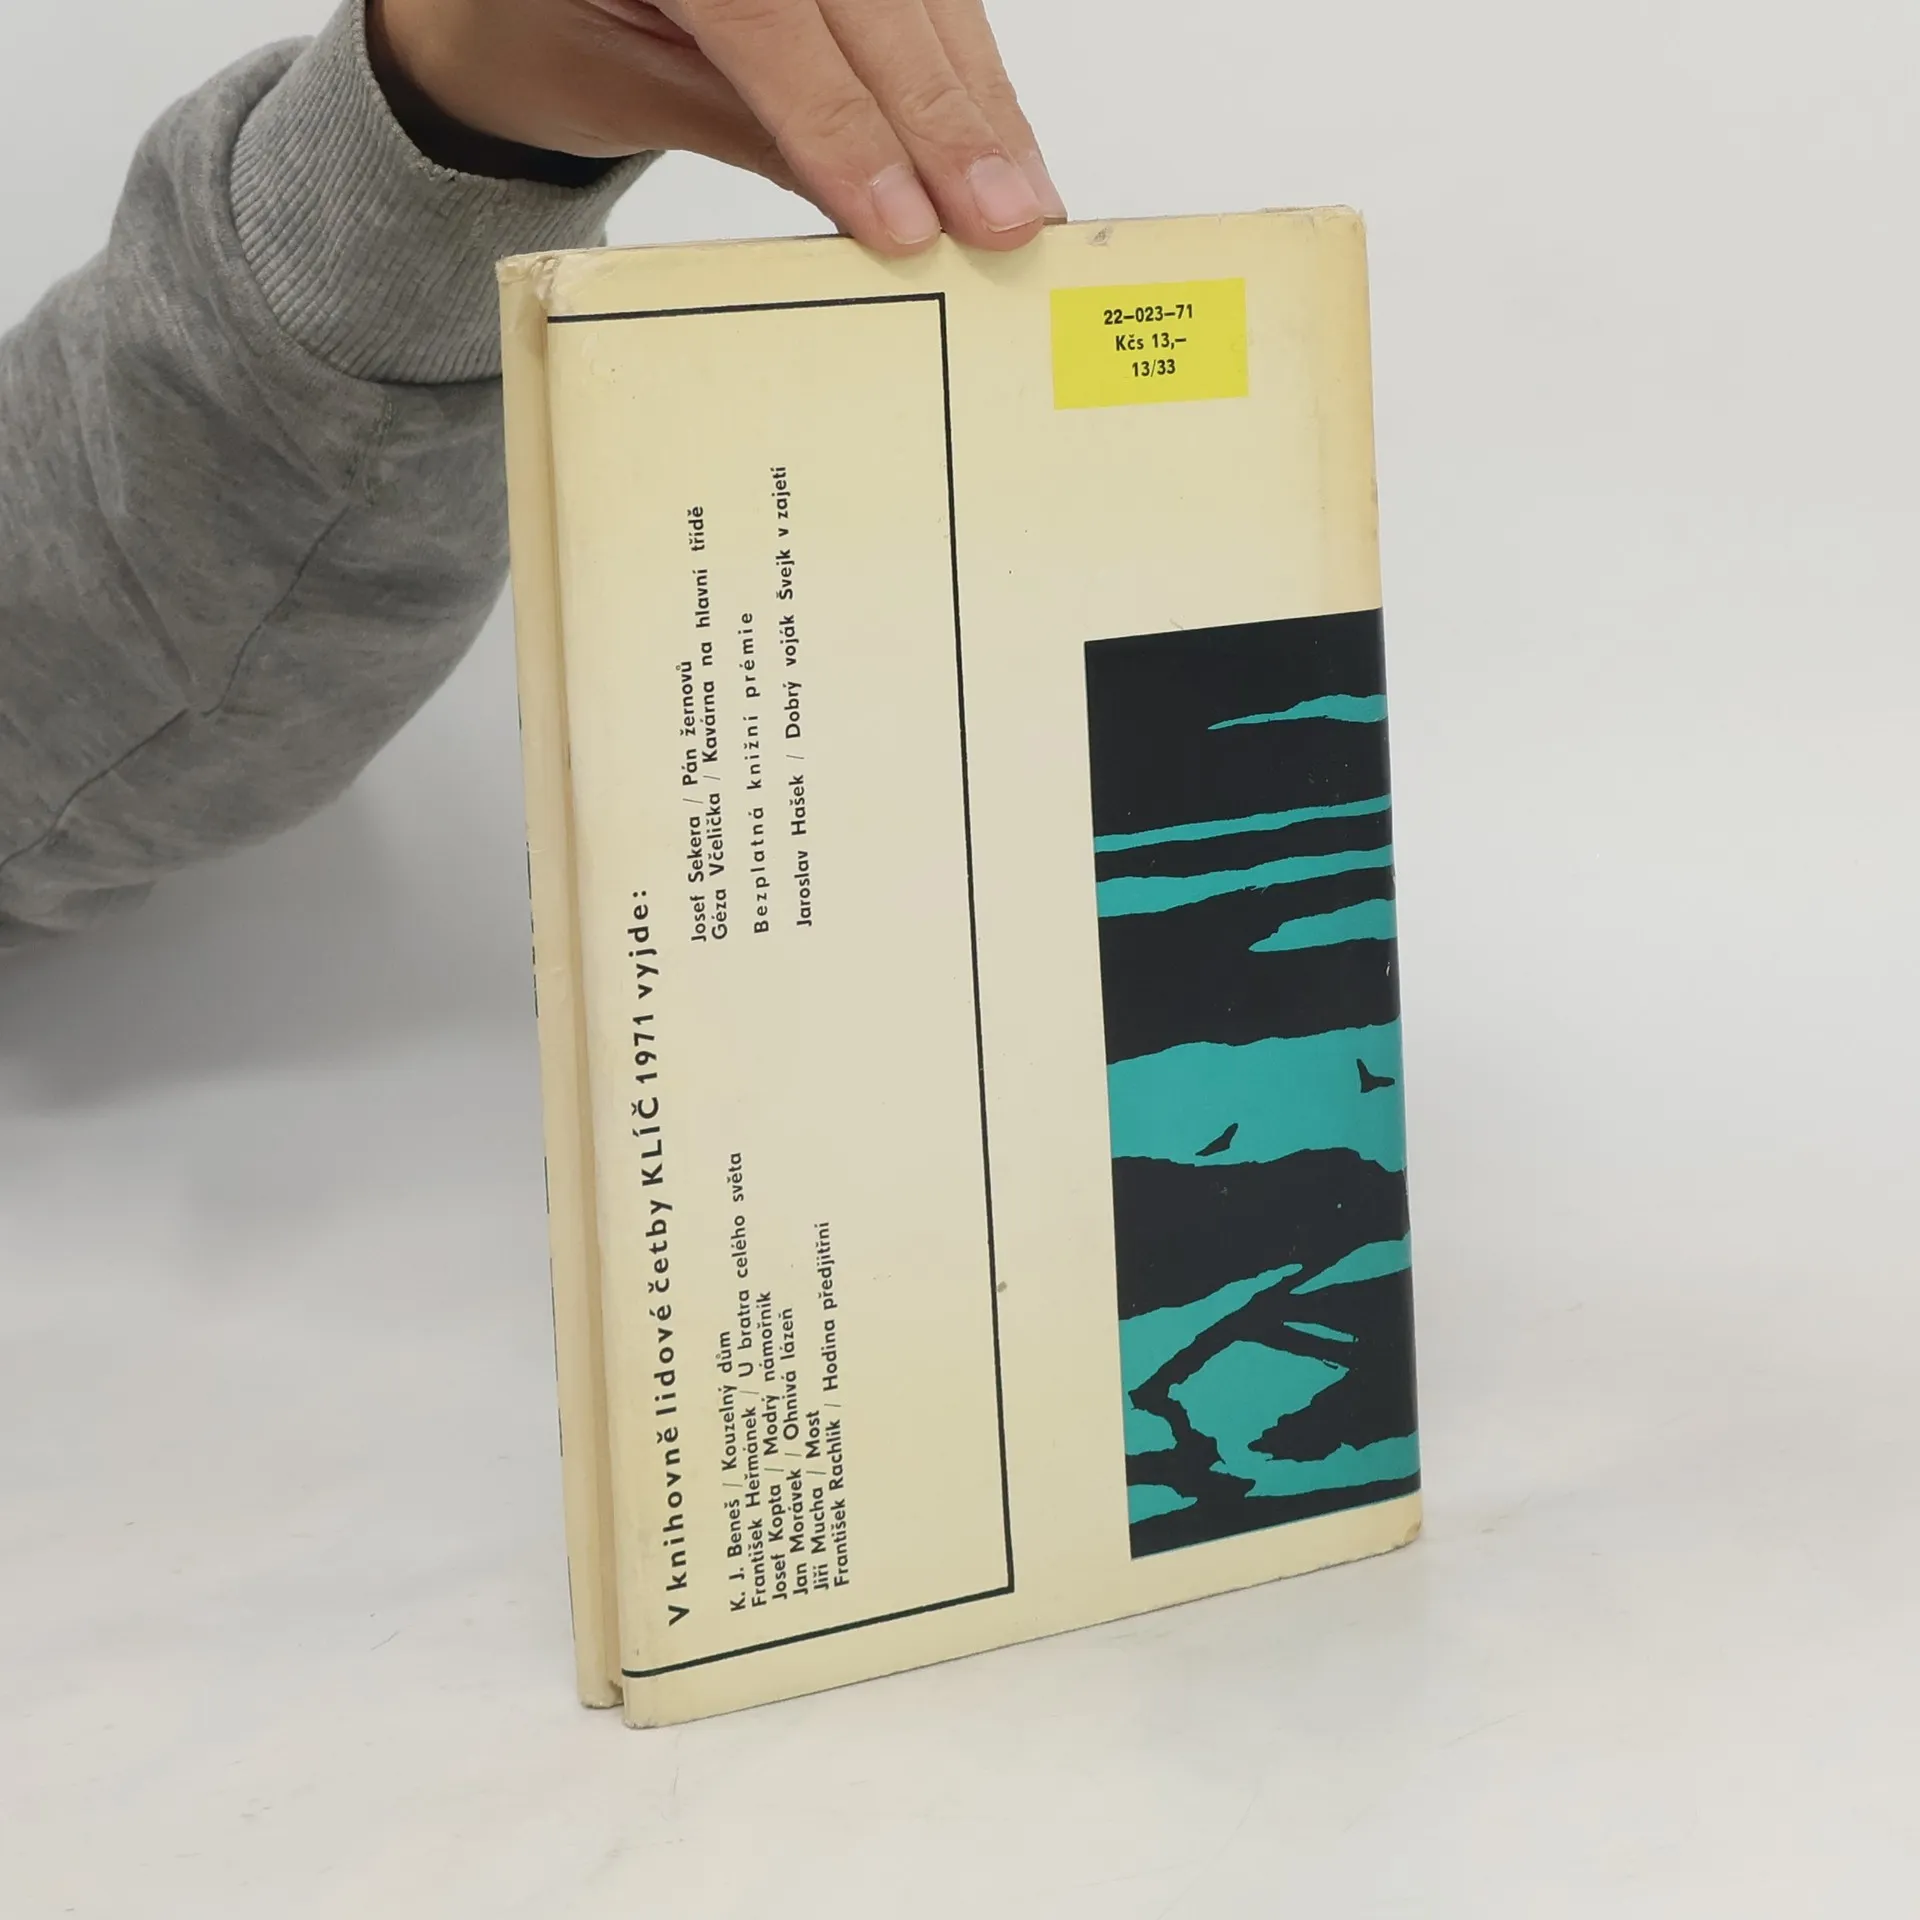 22–023–71
Kčs 13,–
13/33
V knihovně lidové četby KLÍČ 1971 vyjde:
K. J. Beneš / Kouzelný dům
František Heřmánek / U bratra celého světa
Josef Kopta / Modrý námořník
Jan Morávek / Ohnivá lázeň
Jiří Mucha / Most
František Rachlík / Hodina předjitřní
Josef Sekera / Pán žernovů
Géza Včelička / Kavárna na hlavní třídě
Bezplatná knižní prémie
Jaroslav Hašek / Dobrý voják Švejk v zajetí